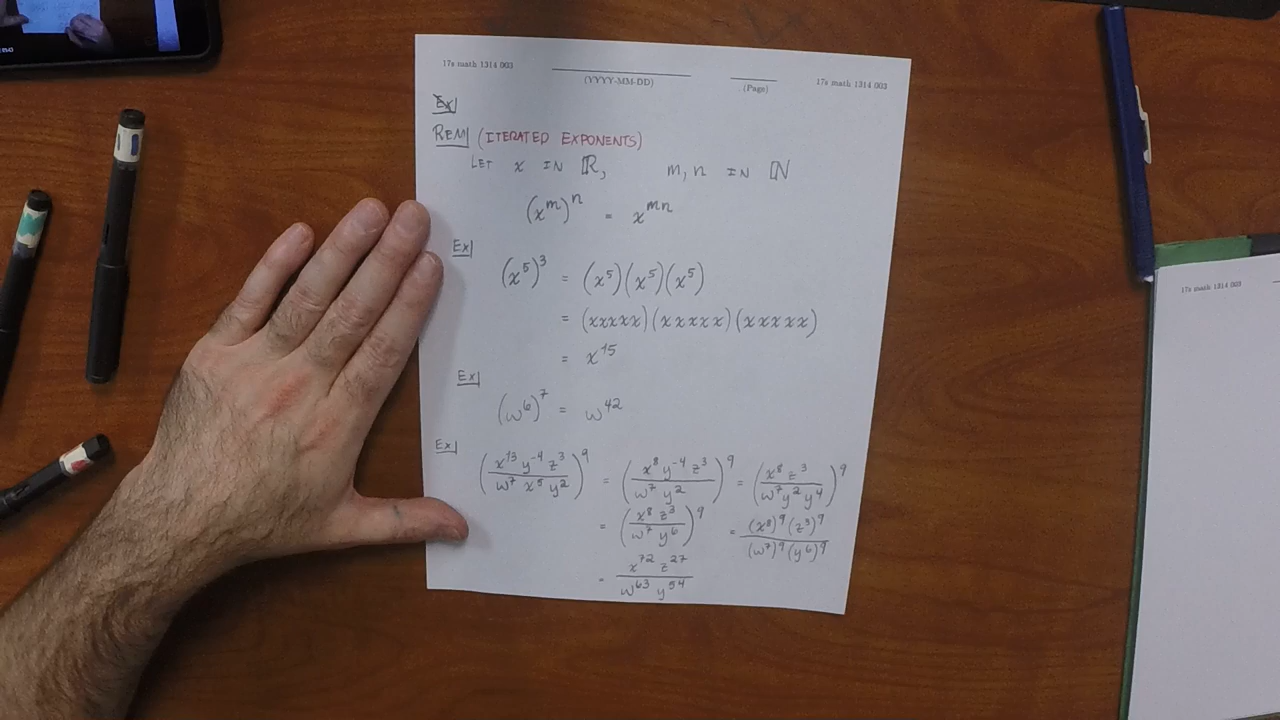 17s math 1314 003 (YYYY-MM-DD) (Page) 17s math 1314 003
Ex|
REM| (ITERATED EXPONENTS)
LET x IN ℝ, m, n IN ℕ
(x^m)^n = x^{mn}
Ex|
(x^5)^3 = (x^5)(x^5)(x^5)
= (xxxxx)(xxxxx)(xxxxx)
= x^{15}
Ex|
(w^6)^7 = w^{42}
Ex|
(x^{13} y^{-4} z^3 / w^7 x^5 y^2)^9 = (x^8 y^{-4} z^3 / w^7 y^2)^9 = (x^8 z^3 / w^7 y^2 y^4)^9
= (x^8 z^3 / w^7 y^6)^9 = (x^8)^9 (z^3)^9 / (w^7)^9 (y^6)^9
= x^{72} z^{27} / w^{63} y^{54}
17s math 1314 003